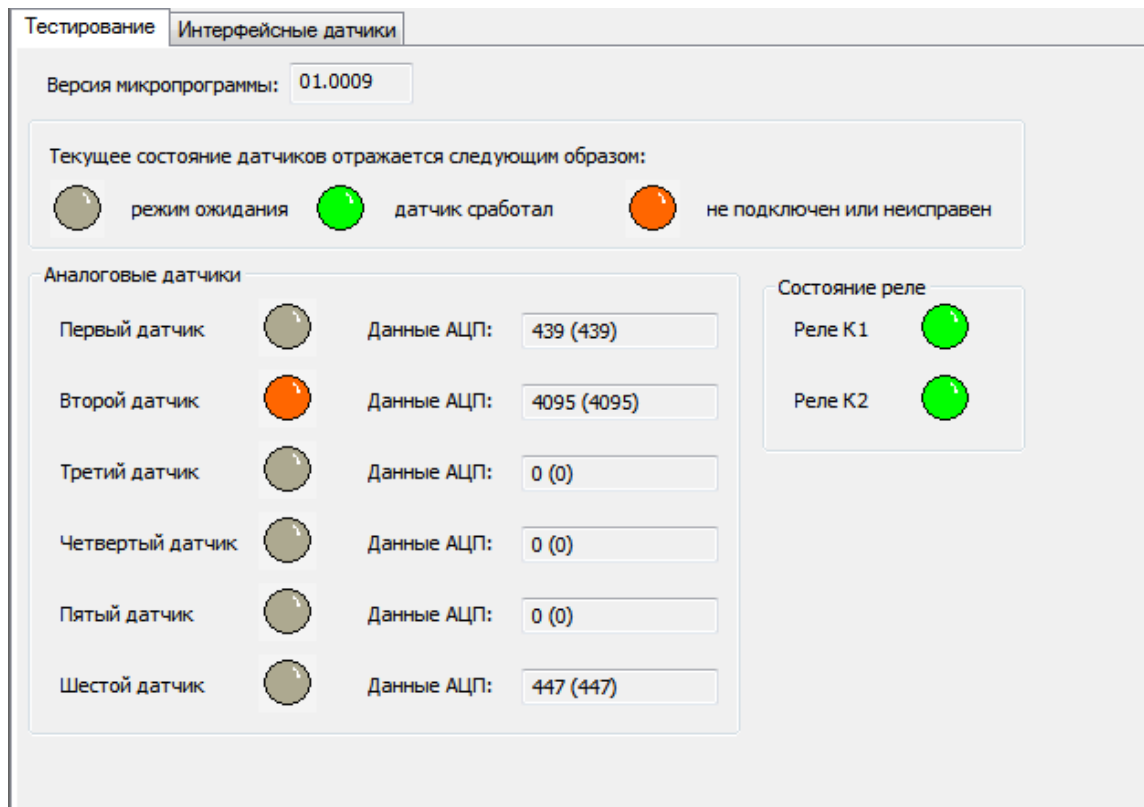 Тестирование Интерфейсные датчики
Версия микропрограммы: 01.0009
Текущее состояние датчиков отражается следующим образом:
режим ожидания датчик сработал не подключен или неисправен
Аналоговые датчики
Первый датчик Данные АЦП: 439 (439)
Второй датчик Данные АЦП: 4095 (4095)
Третий датчик Данные АЦП: 0 (0)
Четвертый датчик Данные АЦП: 0 (0)
Пятый датчик Данные АЦП: 0 (0)
Шестой датчик Данные АЦП: 447 (447)
Состояние реле
Реле К1
Реле К2